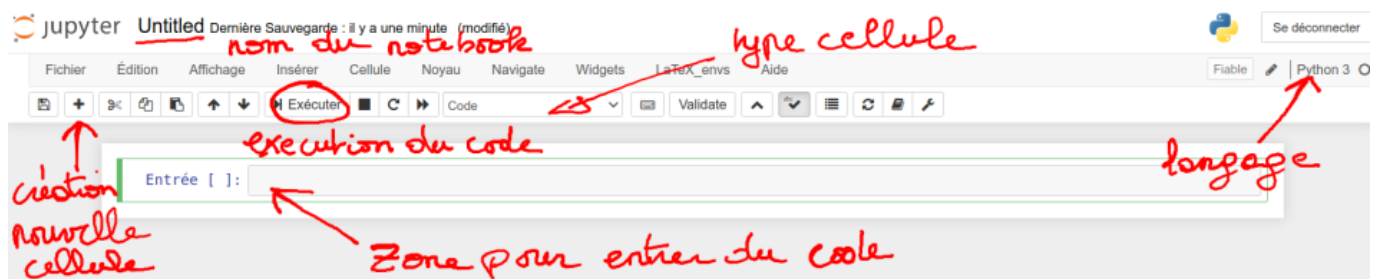 jupyter Untitled Dernière Sauvegarde : il y a une minute (modifié) Se déconnecter
nom du notebook
type cellule
Fichier Édition Affichage Insérer Cellule Noyau Navigate Widgets LaTeX_envs Aide Fiable Python 3
Exécuter Code Validate
execution du code
langage
Entrée [ ]:
création
nouvelle
cellule
Zone pour entrer du code